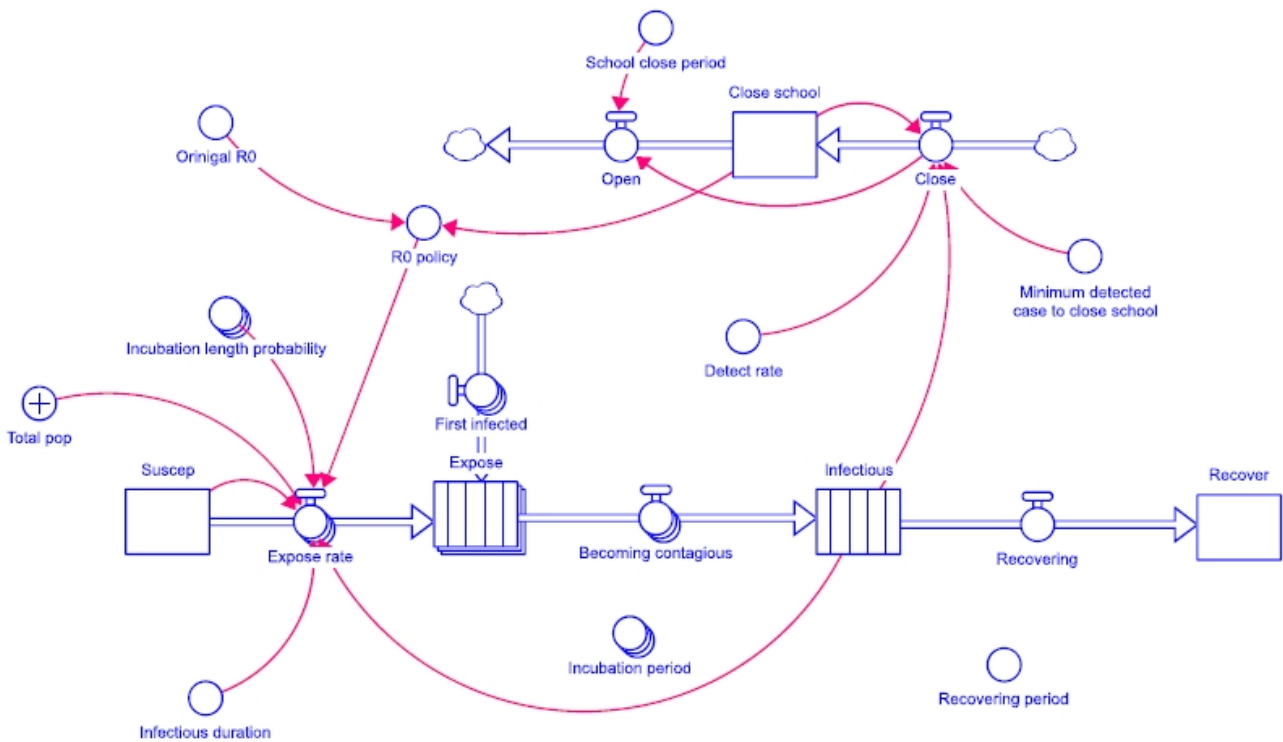 School close period
Close school
Orinigal R0
Open
Close
R0 policy
Minimum detected
case to close school
Incubation length probability
Detect rate
Total pop
First infected
Suscep
Expose
Infectious
Recover
Expose rate
Becoming contagious
Recovering
Incubation period
Recovering period
Infectious duration